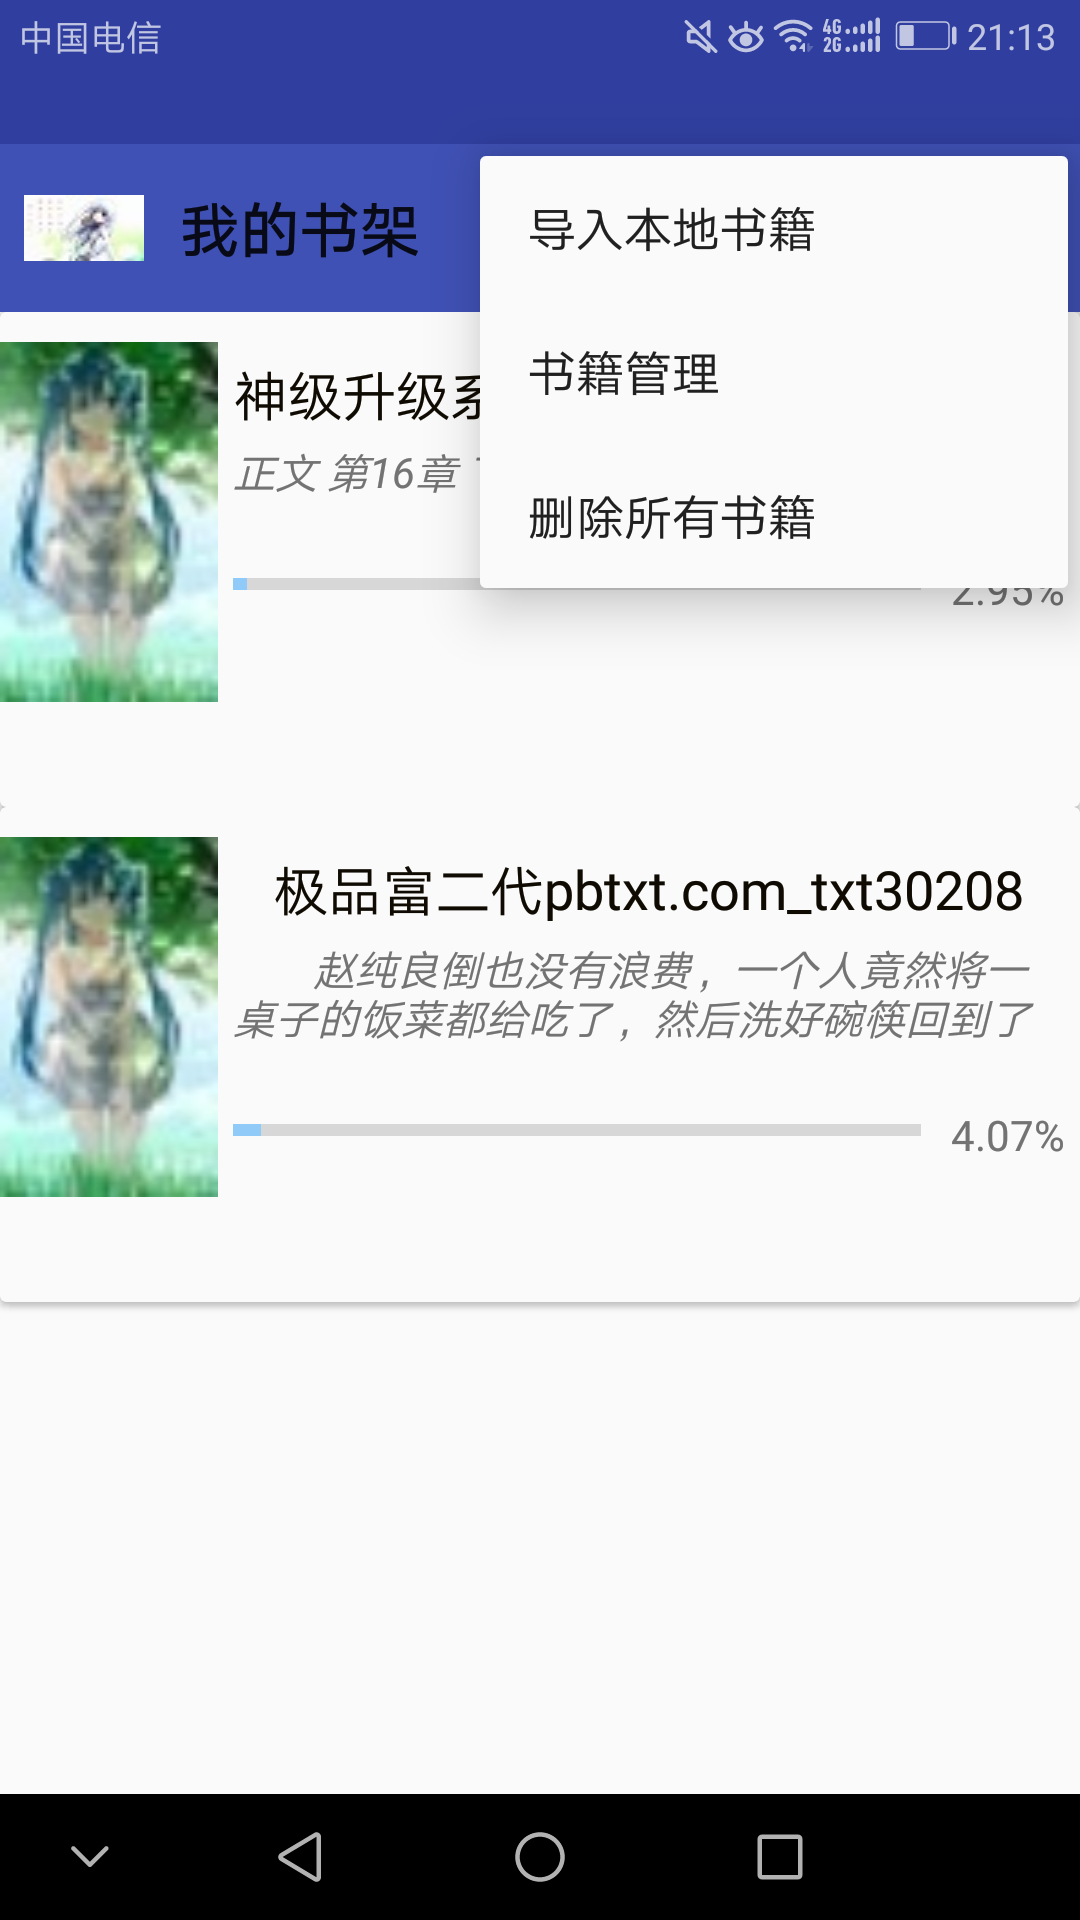 中国电信
4G
2G
21:13
我的书架
导入本地书籍
书籍管理
删除所有书籍
神级升级系
正文 第16章
2.95%
极品富二代pbtxt.com_txt30208
赵纯良倒也没有浪费，一个人竟然将一
桌子的饭菜都给吃了，然后洗好碗筷回到了
4.07%